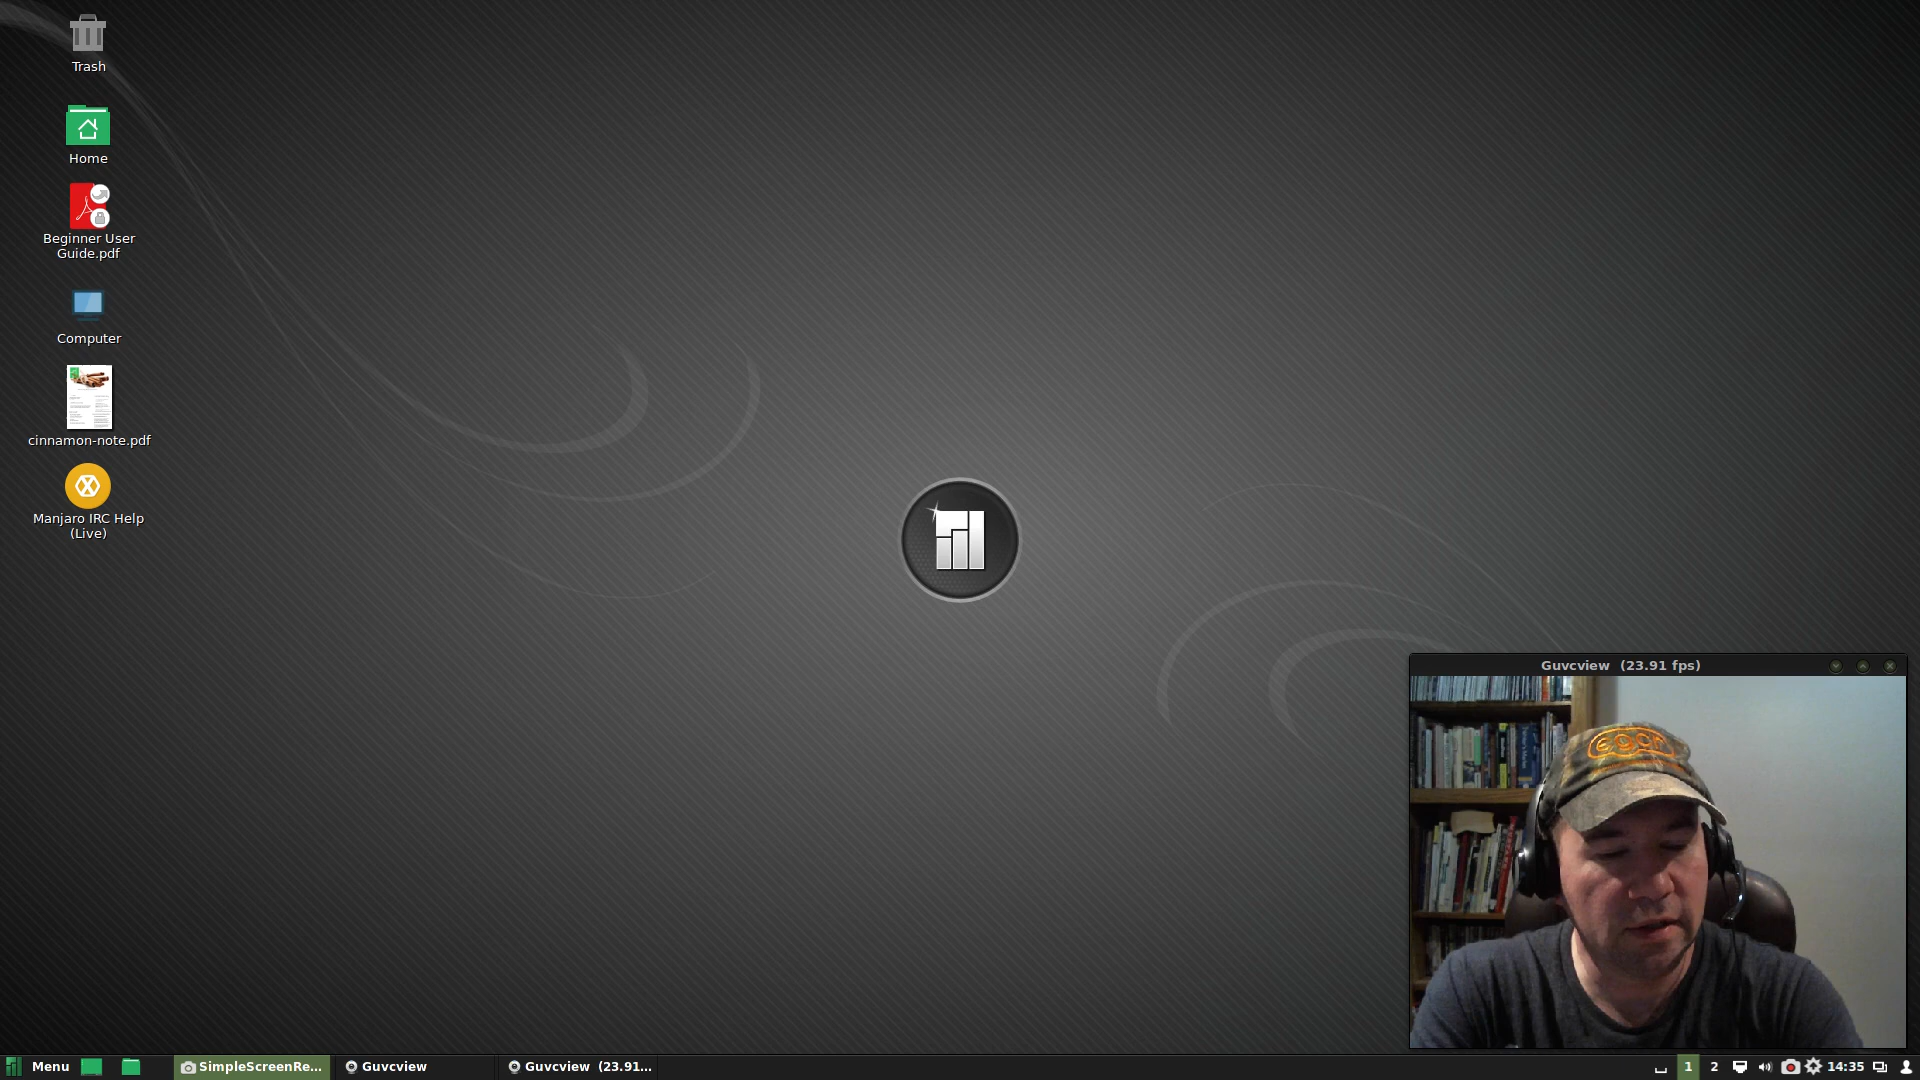 Trash
Home
Beginner User
Guide.pdf
Computer
cinnamon-note.pdf
Manjaro IRC Help
(Live)
Guvcview (23.91 fps)
Menu
SimpleScreenRe...
Guvcview
Guvcview (23.91...
1
2
14:35